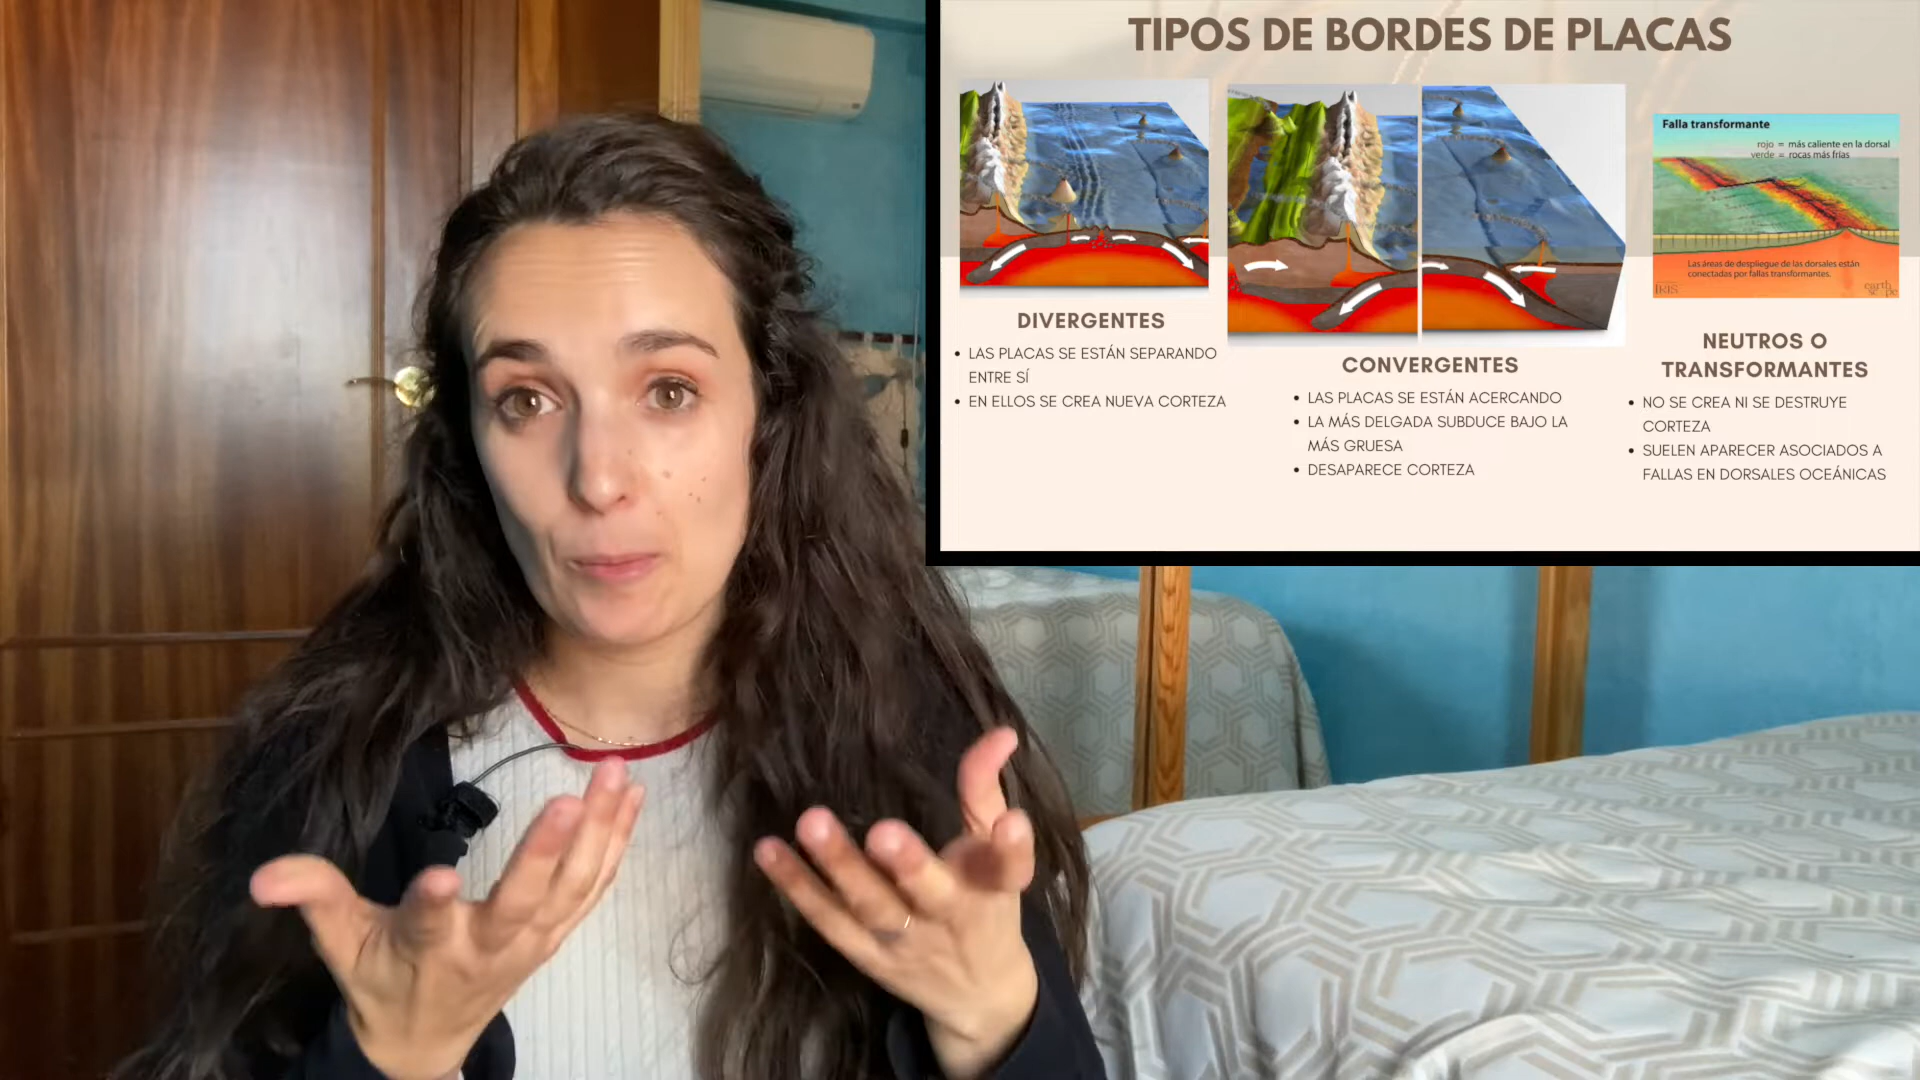 TIPOS DE BORDES DE PLACAS
DIVERGENTES
• LAS PLACAS SE ESTÁN SEPARANDO
ENTRE SÍ
• EN ELLOS SE CREA NUEVA CORTEZA
CONVERGENTES
• LAS PLACAS SE ESTÁN ACERCANDO
• LA MÁS DELGADA SUBDUCE BAJO LA
MÁS GRUESA
• DESAPARECE CORTEZA
Falla transformante
rojo = más caliente en la dorsal
verde = rocas más frías
Las áreas de despliegue de las dorsales están
conectadas por fallas transformantes.
IRIS
earth
NEUTROS O
TRANSFORMANTES
• NO SE CREA NI SE DESTRUYE
CORTEZA
• SUELEN APARECER ASOCIADOS A
FALLAS EN DORSALES OCEÁNICAS